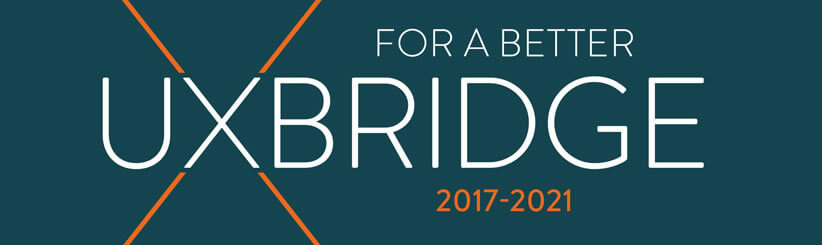 FOR A BETTER
UXBRIDGE
2017-2021